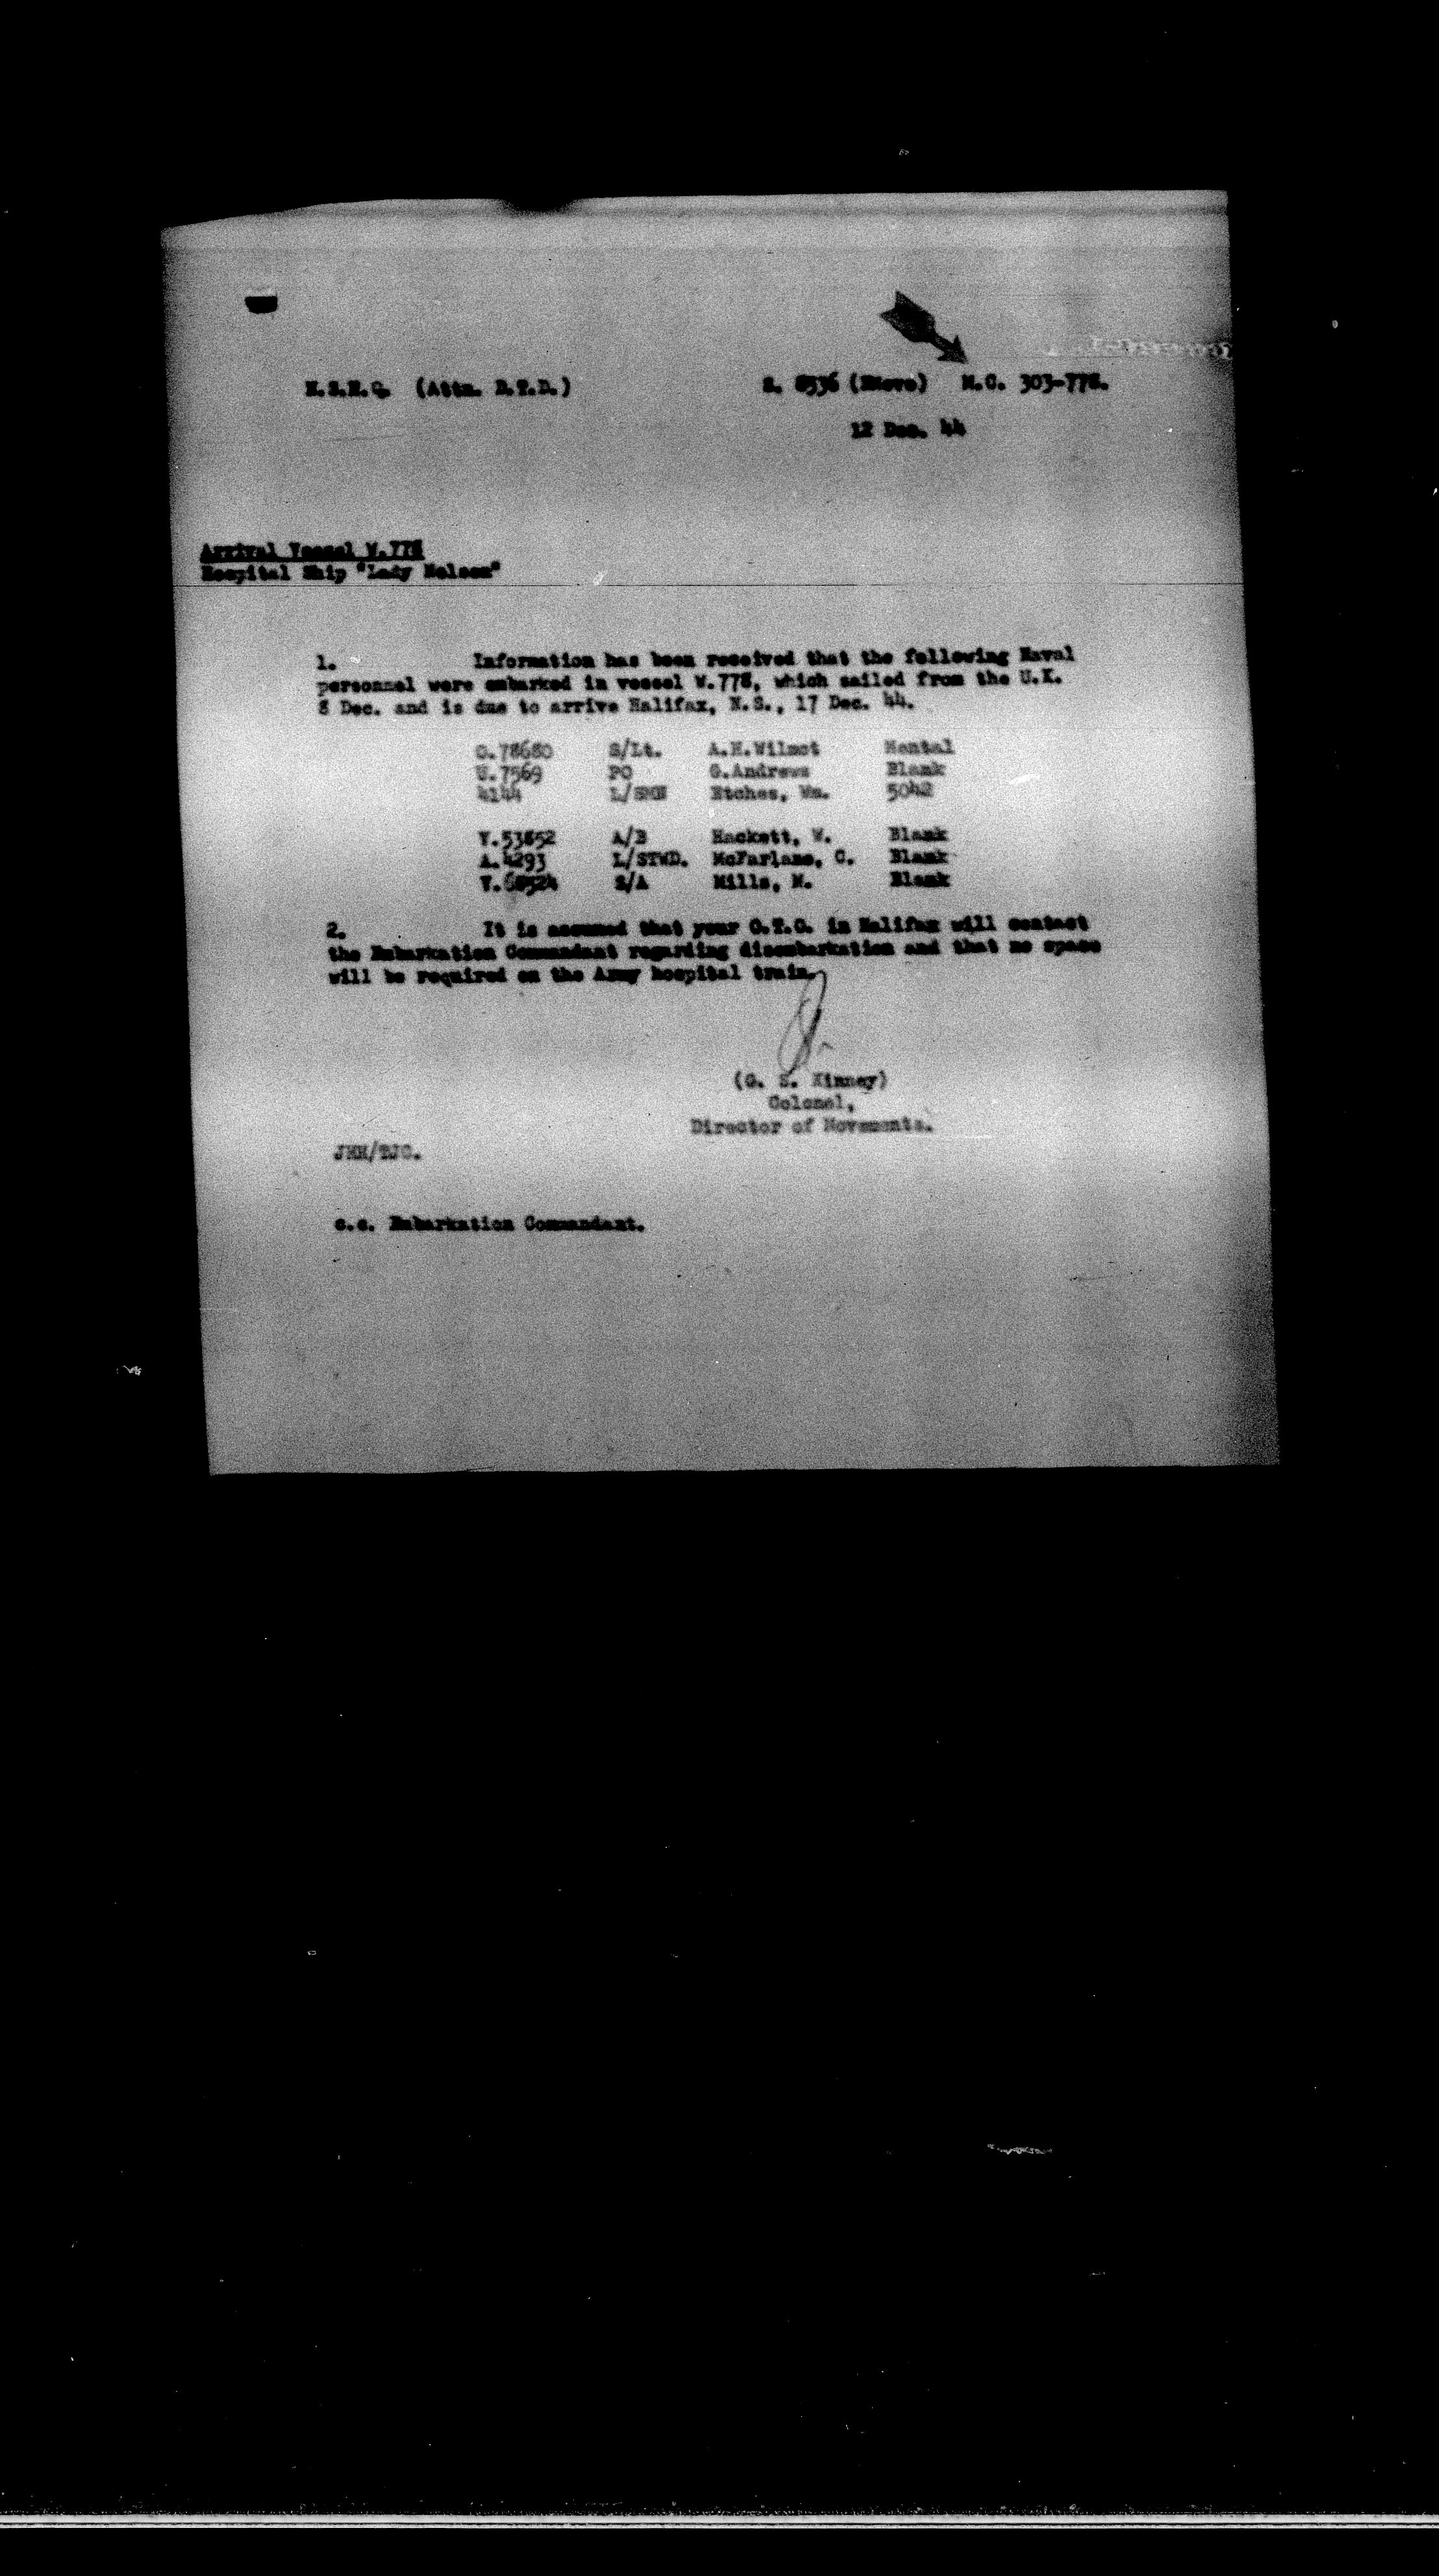 N.S.H.Q. (Attn. D.T.D.)
S. 8536 (Move) M.C. 303-778.
12 Dec. 44
Arrival Vessel W.778
Hospital Ship "Lady Nelson"
1. Information has been received that the following Naval
personnel were embarked in vessel W.778, which sailed from the U.K.
8 Dec. and is due to arrive Halifax, N.S., 17 Dec. 44.
O.78680 S/Lt. A.H.Wilmot Mental
U.7569 PO G.Andrews Blank
4144 L/SMN Etches, Wm. 5042
V.53852 A/B Hackett, W. Blank
A.4293 L/STWD. McFarlane, C. Blank
S/A Mills, M. Blank
2. It is assumed that your O.T.O. in Halifax will contact
the Embarkation Commandant regarding disembarkation and that no space
will be required on the Army hospital train.
(G. S. Kinney)
Colonel,
Director of Movements.
JHH/BJC.
c.c. Embarkation Commandant.